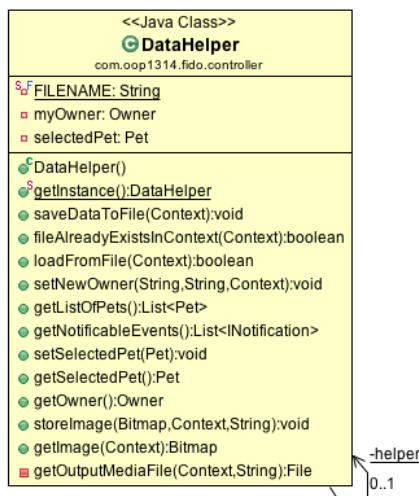 <<Java Class>>
DataHelper
com.oop1314.fido.controller
FILENAME: String
myOwner: Owner
selectedPet: Pet
DataHelper()
getInstance():DataHelper
saveDataToFile(Context):void
fileAlreadyExistsInContext(Context):boolean
loadFromFile(Context):boolean
setNewOwner(String,String,Context):void
getListOfPets():List<Pet>
getNotificableEvents():List<INotification>
setSelectedPet(Pet):void
getSelectedPet():Pet
getOwner():Owner
storeImage(Bitmap,Context,String):void
getImage(Context):Bitmap
getOutputMediaFile(Context,String):File
-helper
0..1